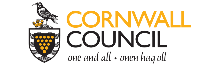 CORNWALL
COUNCIL
one and all • onen hag oll